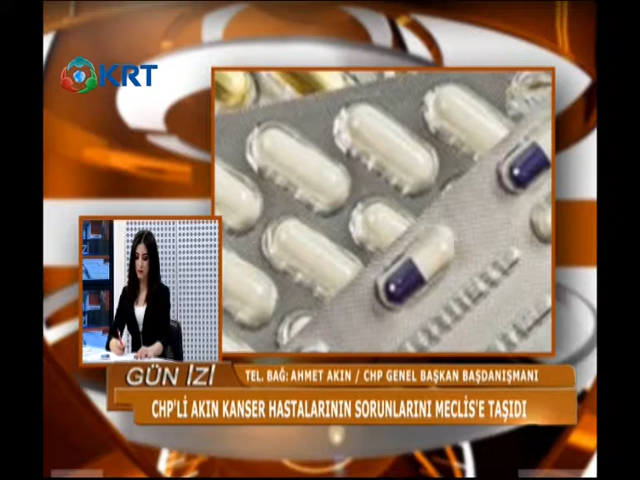 KRT
GÜN İZİ
TEL. BAĞ: AHMET AKIN / CHP GENEL BAŞKAN BAŞDANIŞMANI
CHP'Lİ AKIN KANSER HASTALARININ SORUNLARINI MECLİS'E TAŞIDI